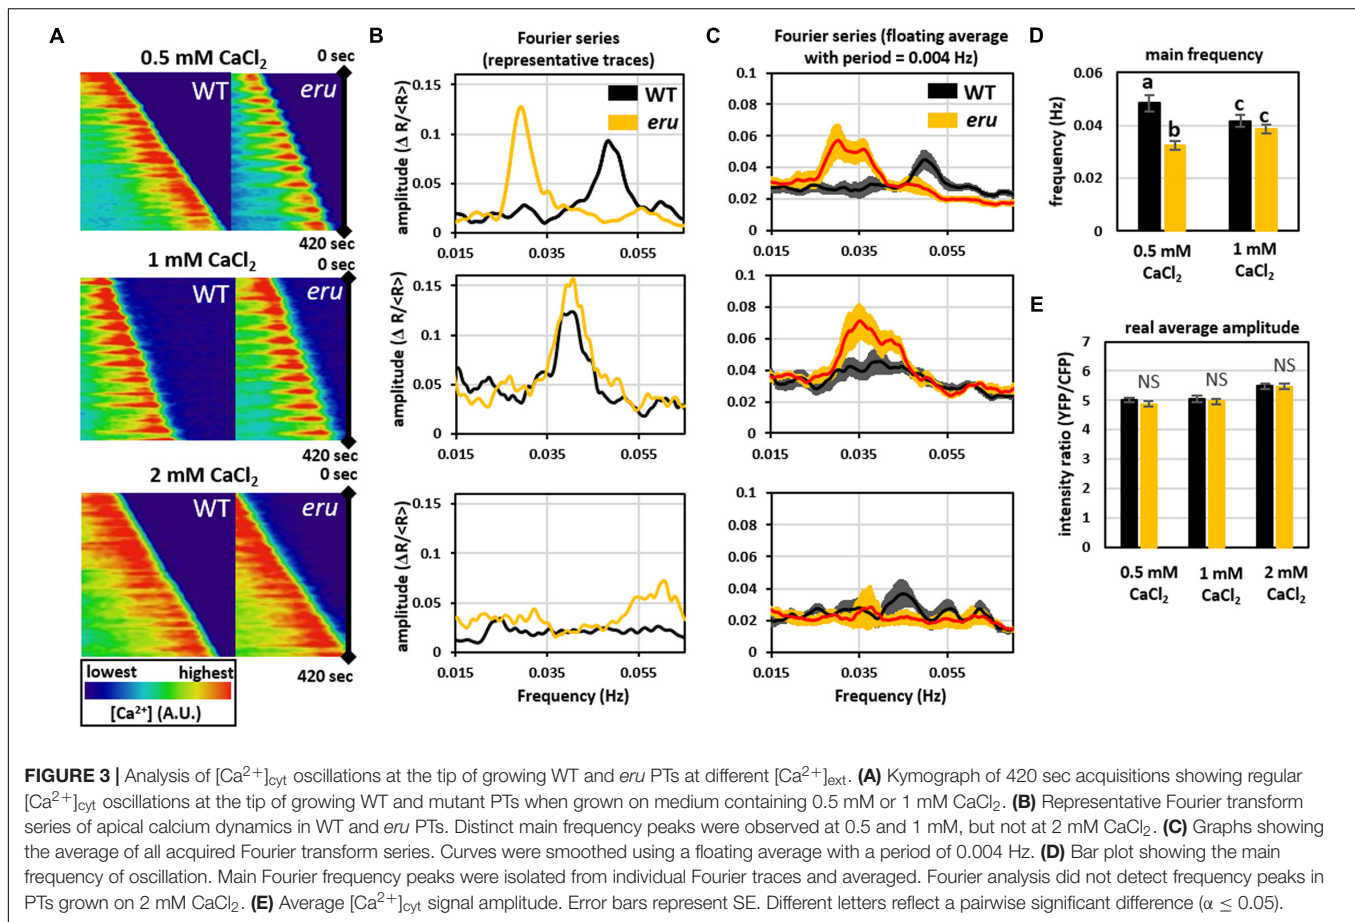 A
0.5 mM CaCl2
0 sec
WT
eru
420 sec
1 mM CaCl2
0 sec
WT
eru
420 sec
2 mM CaCl2
0 sec
WT
eru
420 sec
lowest highest
[Ca2+] (A.U.)
B
Fourier series
(representative traces)
WT
eru
amplitude (Δ R/<R>)
0.15
0.1
0.05
0
0.015 0.035 0.055
amplitude (Δ R/<R>)
0.15
0.1
0.05
0
0.015 0.035 0.055
amplitude (ΔR/<R>)
0.15
0.1
0.05
0
0.015 0.035 0.055
Frequency (Hz)
C
Fourier series (floating average
with period = 0.004 Hz)
WT
eru
0.1
0.08
0.06
0.04
0.02
0
0.015 0.035 0.055
0.1
0.08
0.06
0.04
0.02
0
0.015 0.035 0.055
0.1
0.08
0.06
0.04
0.02
0
0.015 0.035 0.055
Frequency (Hz)
D
main frequency
frequency (Hz)
0.06
0.04
0.02
0
a
b
c
c
0.5 mM 1 mM
CaCl2 CaCl2
E
real average amplitude
intensity ratio (YFP/CFP)
7
6
5
4
3
2
1
0
NS
NS
NS
0.5 mM 1 mM 2 mM
CaCl2 CaCl2 CaCl2
FIGURE 3 | Analysis of [Ca2+]cyt oscillations at the tip of growing WT and eru PTs at different [Ca2+]ext. (A) Kymograph of 420 sec acquisitions showing regular
[Ca2+]cyt oscillations at the tip of growing WT and mutant PTs when grown on medium containing 0.5 mM or 1 mM CaCl2. (B) Representative Fourier transform
series of apical calcium dynamics in WT and eru PTs. Distinct main frequency peaks were observed at 0.5 and 1 mM, but not at 2 mM CaCl2. (C) Graphs showing
the average of all acquired Fourier transform series. Curves were smoothed using a floating average with a period of 0.004 Hz. (D) Bar plot showing the main
frequency of oscillation. Main Fourier frequency peaks were isolated from individual Fourier traces and averaged. Fourier analysis did not detect frequency peaks in
PTs grown on 2 mM CaCl2. (E) Average [Ca2+]cyt signal amplitude. Error bars represent SE. Different letters reflect a pairwise significant difference (α ≤ 0.05).